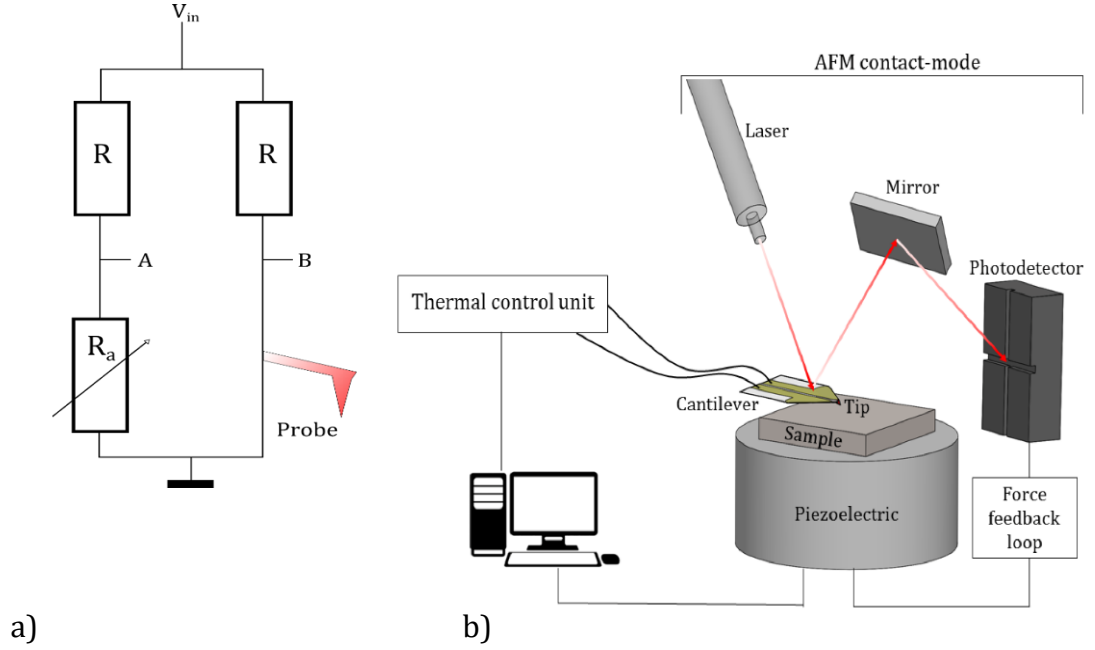 V_in
R
R
A
B
R_a
Probe
a)
AFM contact-mode
Laser
Mirror
Photodetector
Thermal control unit
Cantilever
Tip
Sample
Piezoelectric
Force
feedback
loop
b)